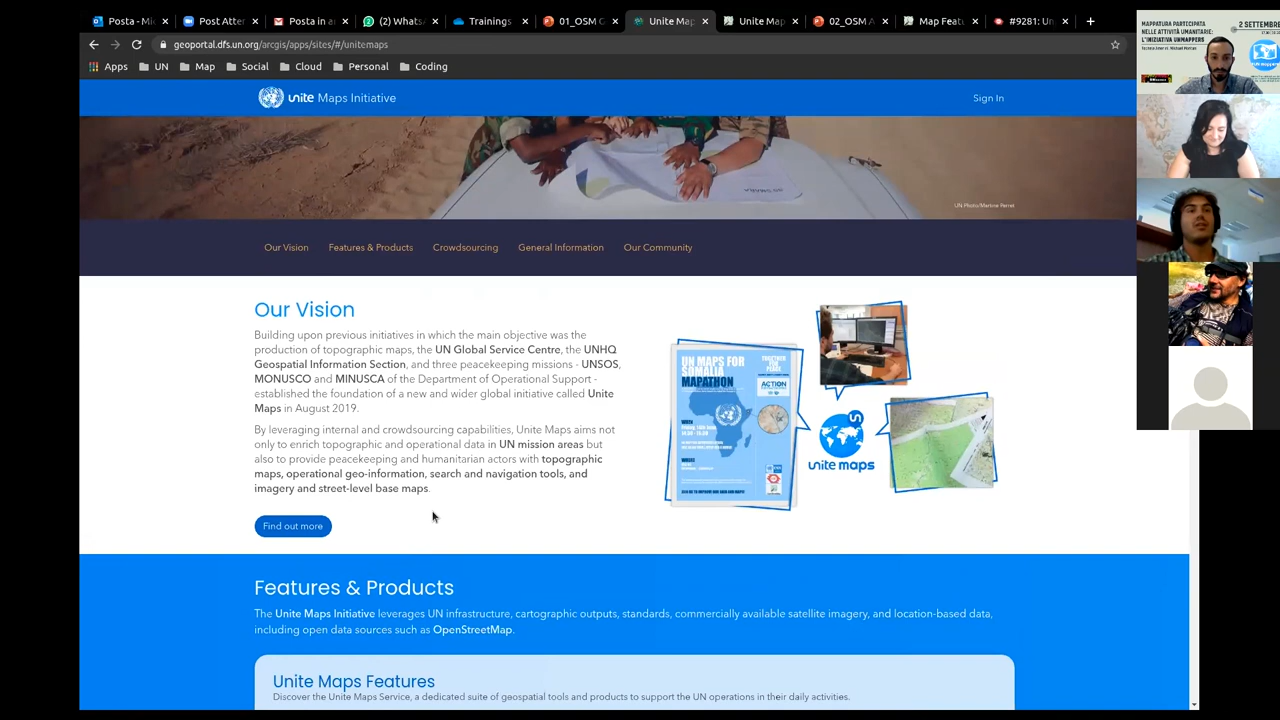 Posta - Mic
Post Atter
Posta in a
(2) Whats
Trainings
01_OSM
Unite Map
Unite Map
02_OSM A
Map Featu
#9281: Un
geoportal.dfs.un.org/arcgis/apps/sites/#/unitemaps
Apps
UN
Map
Social
Cloud
Personal
Coding
unite Maps Initiative
Sign In
UN Photo/Martine Perret
Our Vision
Features & Products
Crowdsourcing
General Information
Our Community
Our Vision
Building upon previous initiatives in which the main objective was the
production of topographic maps, the UN Global Service Centre, the UNHQ
Geospatial Information Section, and three peacekeeping missions - UNSOS,
MONUSCO and MINUSCA of the Department of Operational Support -
established the foundation of a new and wider global initiative called Unite
Maps in August 2019.
By leveraging internal and crowdsourcing capabilities, Unite Maps aims not
only to enrich topographic and operational data in UN mission areas but
also to provide peacekeeping and humanitarian actors with topographic
maps, operational geo-information, search and navigation tools, and
imagery and street-level base maps.
Find out more
UN MAPS FOR
SOMALIA
MAPATHON
TOGETHER
FOR
PEACE
ACTION
unite maps
Features & Products
The Unite Maps Initiative leverages UN infrastructure, cartographic outputs, standards, commercially available satellite imagery, and location-based data,
including open data sources such as OpenStreetMap.
Unite Maps Features
Discover the Unite Maps Service, a dedicated suite of geospatial tools and products to support the UN operations in their daily activities.
MAPPATURA PARTECIPATA
NELLE ATTIVITÀ UMANITARIE:
L'INIZIATIVA UNMAPPERS
2 SETTEMBRE